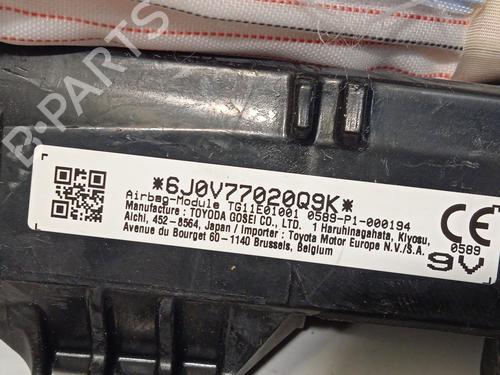 *6J0V77020Q9K*
Airbag-Module TG11E01001 0589-P1-000194
Manufacture : TOYODA GOSEI CO., LTD. 1 Haruhinagahata, Kiyosu,
Aichi, 452-8564, Japan / Importer : Toyota Motor Europe N.V./S.A.
Avenue du Bourget 60-1140 Brussels, Belgium
CE
0589
9V
B-PARTS